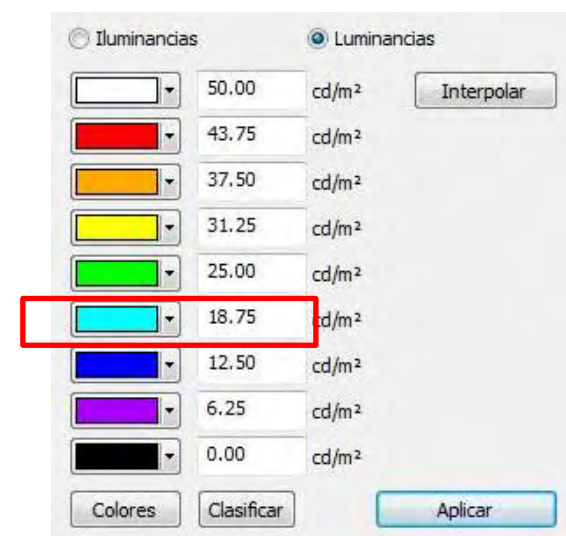 Iluminancias Luminancias
50.00 cd/m² Interpolar
43.75 cd/m²
37.50 cd/m²
31.25 cd/m²
25.00 cd/m²
18.75 cd/m²
12.50 cd/m²
6.25 cd/m²
0.00 cd/m²
Colores Clasificar Aplicar